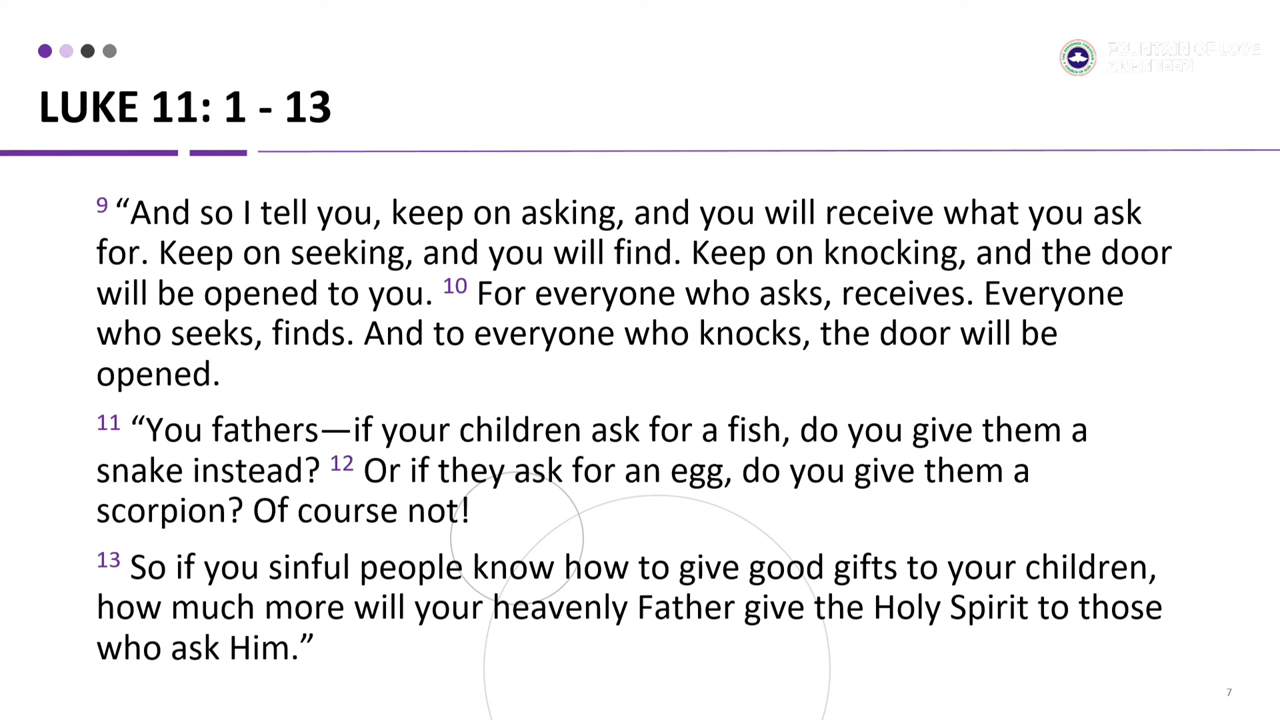 FOUNTAIN OF LOVE
ABERDEEN
LUKE 11: 1 - 13
9 “And so I tell you, keep on asking, and you will receive what you ask
for. Keep on seeking, and you will find. Keep on knocking, and the door
will be opened to you. 10 For everyone who asks, receives. Everyone
who seeks, finds. And to everyone who knocks, the door will be
opened.
11 “You fathers—if your children ask for a fish, do you give them a
snake instead? 12 Or if they ask for an egg, do you give them a
scorpion? Of course not!
13 So if you sinful people know how to give good gifts to your children,
how much more will your heavenly Father give the Holy Spirit to those
who ask Him.”
7